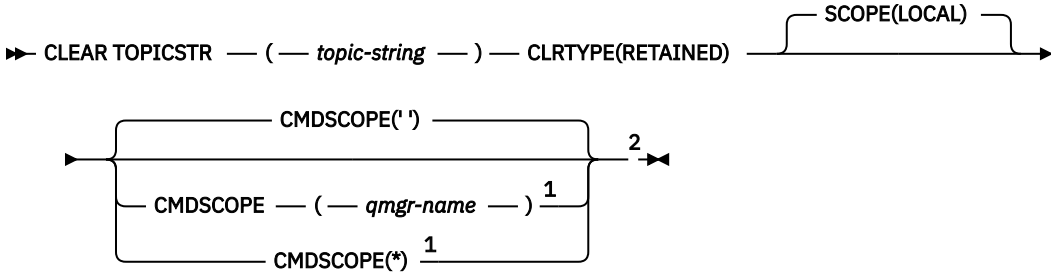 SCOPE(LOCAL)
CLEAR TOPICSTR ( topic-string ) CLRTYPE(RETAINED)
CMDSCOPE(' ')
2
CMDSCOPE ( qmgr-name ) 1
CMDSCOPE(*) 1